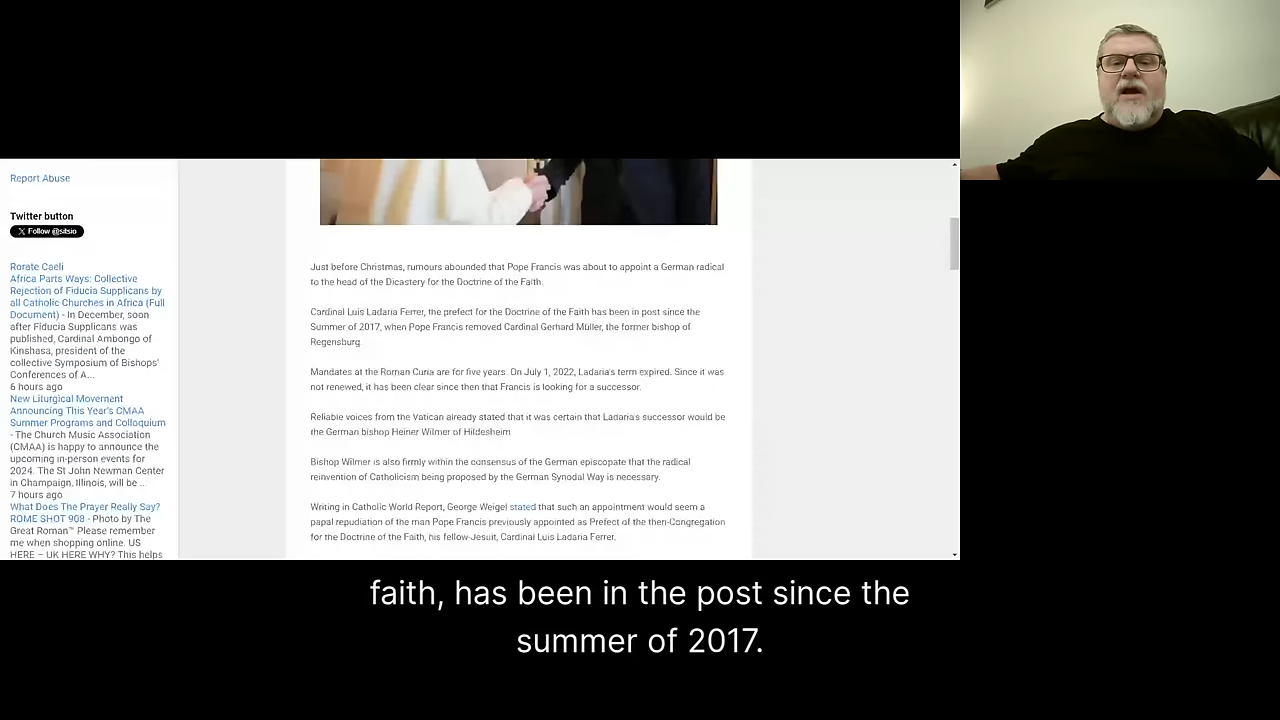 Report Abuse
Twitter button
X Follow @sitsio
Rorate Caeli
Africa Parts Ways: Collective
Rejection of Fiducia Supplicans by
all Catholic Churches in Africa (Full
Document) - In December, soon
after Fiducia Supplicans was
published, Cardinal Ambongo of
Kinshasa, president of the
collective Symposium of Bishops'
Conferences of A...
6 hours ago
New Liturgical Movement
Announcing This Year's CMAA
Summer Programs and Colloquium
- The Church Music Association
(CMAA) is happy to announce the
upcoming in-person events for
2024. The St John Newman Center
in Champaign, Illinois, will be ...
7 hours ago
What Does The Prayer Really Say?
ROME SHOT 908 - Photo by The
Great Roman™ Please remember
me when shopping online. US
HERE – UK HERE WHY? This helps
Just before Christmas, rumours abounded that Pope Francis was about to appoint a German radical
to the head of the Dicastery for the Doctrine of the Faith.
Cardinal Luis Ladaria Ferrer, the prefect for the Doctrine of the Faith has been in post since the
Summer of 2017, when Pope Francis removed Cardinal Gerhard Müller, the former bishop of
Regensburg.
Mandates at the Roman Curia are for five years. On July 1, 2022, Ladaria's term expired. Since it was
not renewed, it has been clear since then that Francis is looking for a successor.
Reliable voices from the Vatican already stated that it was certain that Ladaria's successor would be
the German bishop Heiner Wilmer of Hildesheim
Bishop Wilmer is also firmly within the consensus of the German episcopate that the radical
reinvention of Catholicism being proposed by the German Synodal Way is necessary.
Writing in Catholic World Report, George Weigel stated that such an appointment would seem a
papal repudiation of the man Pope Francis previously appointed as Prefect of the then-Congregation
for the Doctrine of the Faith, his fellow-Jesuit, Cardinal Luis Ladaria Ferrer.
faith, has been in the post since the
summer of 2017.